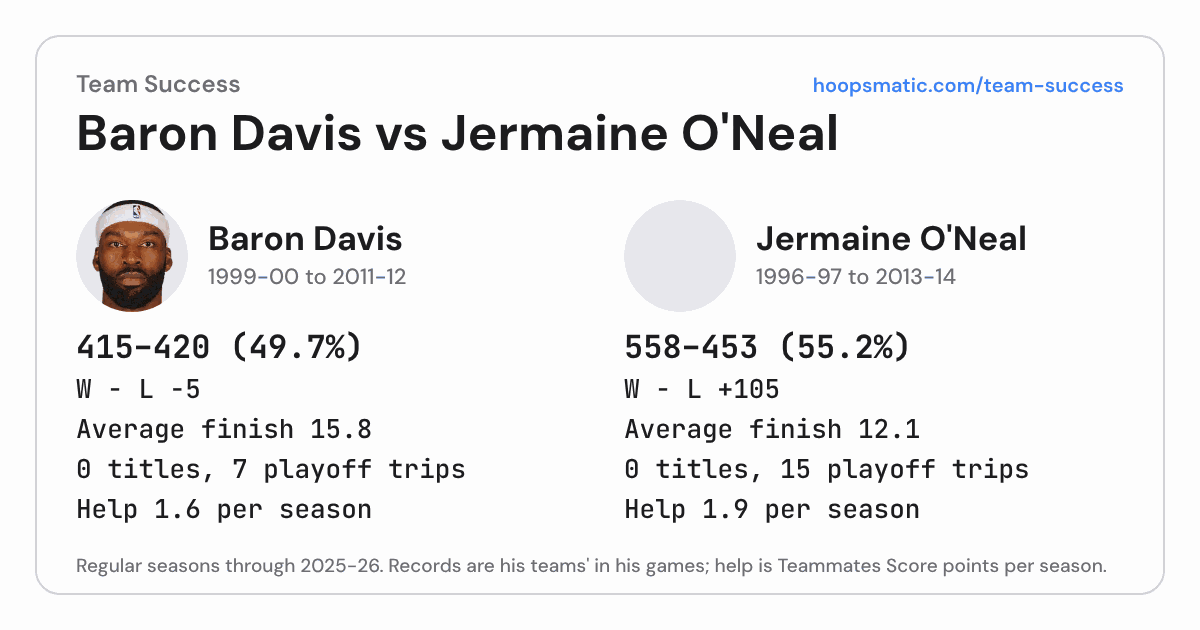 Team Success
hoopsmatic.com/team-success
Baron Davis vs Jermaine O'Neal
Baron Davis
1999–00 to 2011–12
415–420 (49.7%)
W - L -5
Average finish 15.8
0 titles, 7 playoff trips
Help 1.6 per season
Jermaine O'Neal
1996–97 to 2013–14
558–453 (55.2%)
W - L +105
Average finish 12.1
0 titles, 15 playoff trips
Help 1.9 per season
Regular seasons through 2025-26. Records are his teams' in his games; help is Teammates Score points per season.